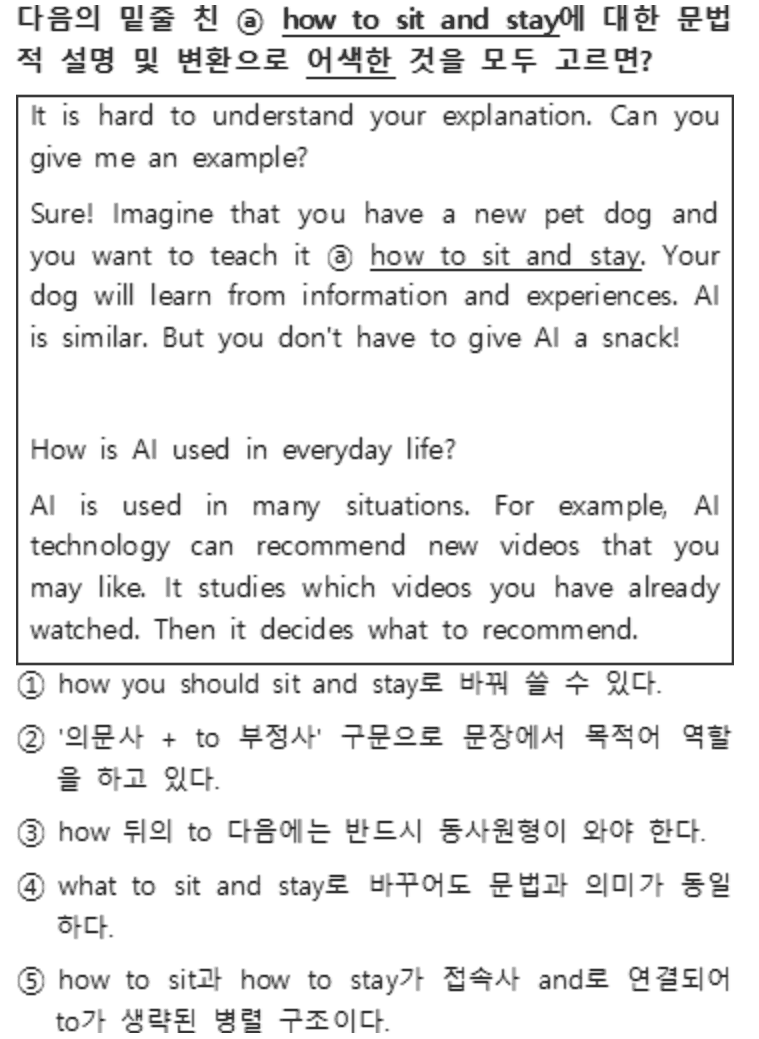 다음의 밑줄 친 ⓐ how to sit and stay에 대한 문법
적 설명 및 변환으로 어색한 것을 모두 고르면?
It is hard to understand your explanation. Can you
give me an example?
Sure! Imagine that you have a new pet dog and
you want to teach it ⓐ how to sit and stay. Your
dog will learn from information and experiences. AI
is similar. But you don't have to give AI a snack!
How is AI used in everyday life?
AI is used in many situations. For example, AI
technology can recommend new videos that you
may like. It studies which videos you have already
watched. Then it decides what to recommend.
① how you should sit and stay로 바꿔 쓸 수 있다.
② '의문사 + to 부정사' 구문으로 문장에서 목적어 역할
을 하고 있다.
③ how 뒤의 to 다음에는 반드시 동사원형이 와야 한다.
④ what to sit and stay로 바꾸어도 문법과 의미가 동일
하다.
⑤ how to sit과 how to stay가 접속사 and로 연결되어
to가 생략된 병렬 구조이다.